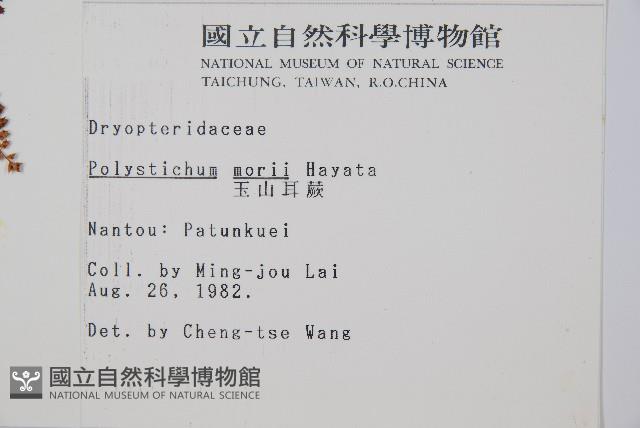 國立自然科學博物館
NATIONAL MUSEUM OF NATURAL SCIENCE
TAICHUNG, TAIWAN, R.O.CHINA
Dryopteridaceae
Polystichum morii Hayata
玉山耳蕨
Nantou: Patunkuei
Coll. by Ming-jou Lai
Aug. 26, 1982.
Det. by Cheng-tse Wang
國立自然科學博物館
NATIONAL MUSEUM OF NATURAL SCIENCE